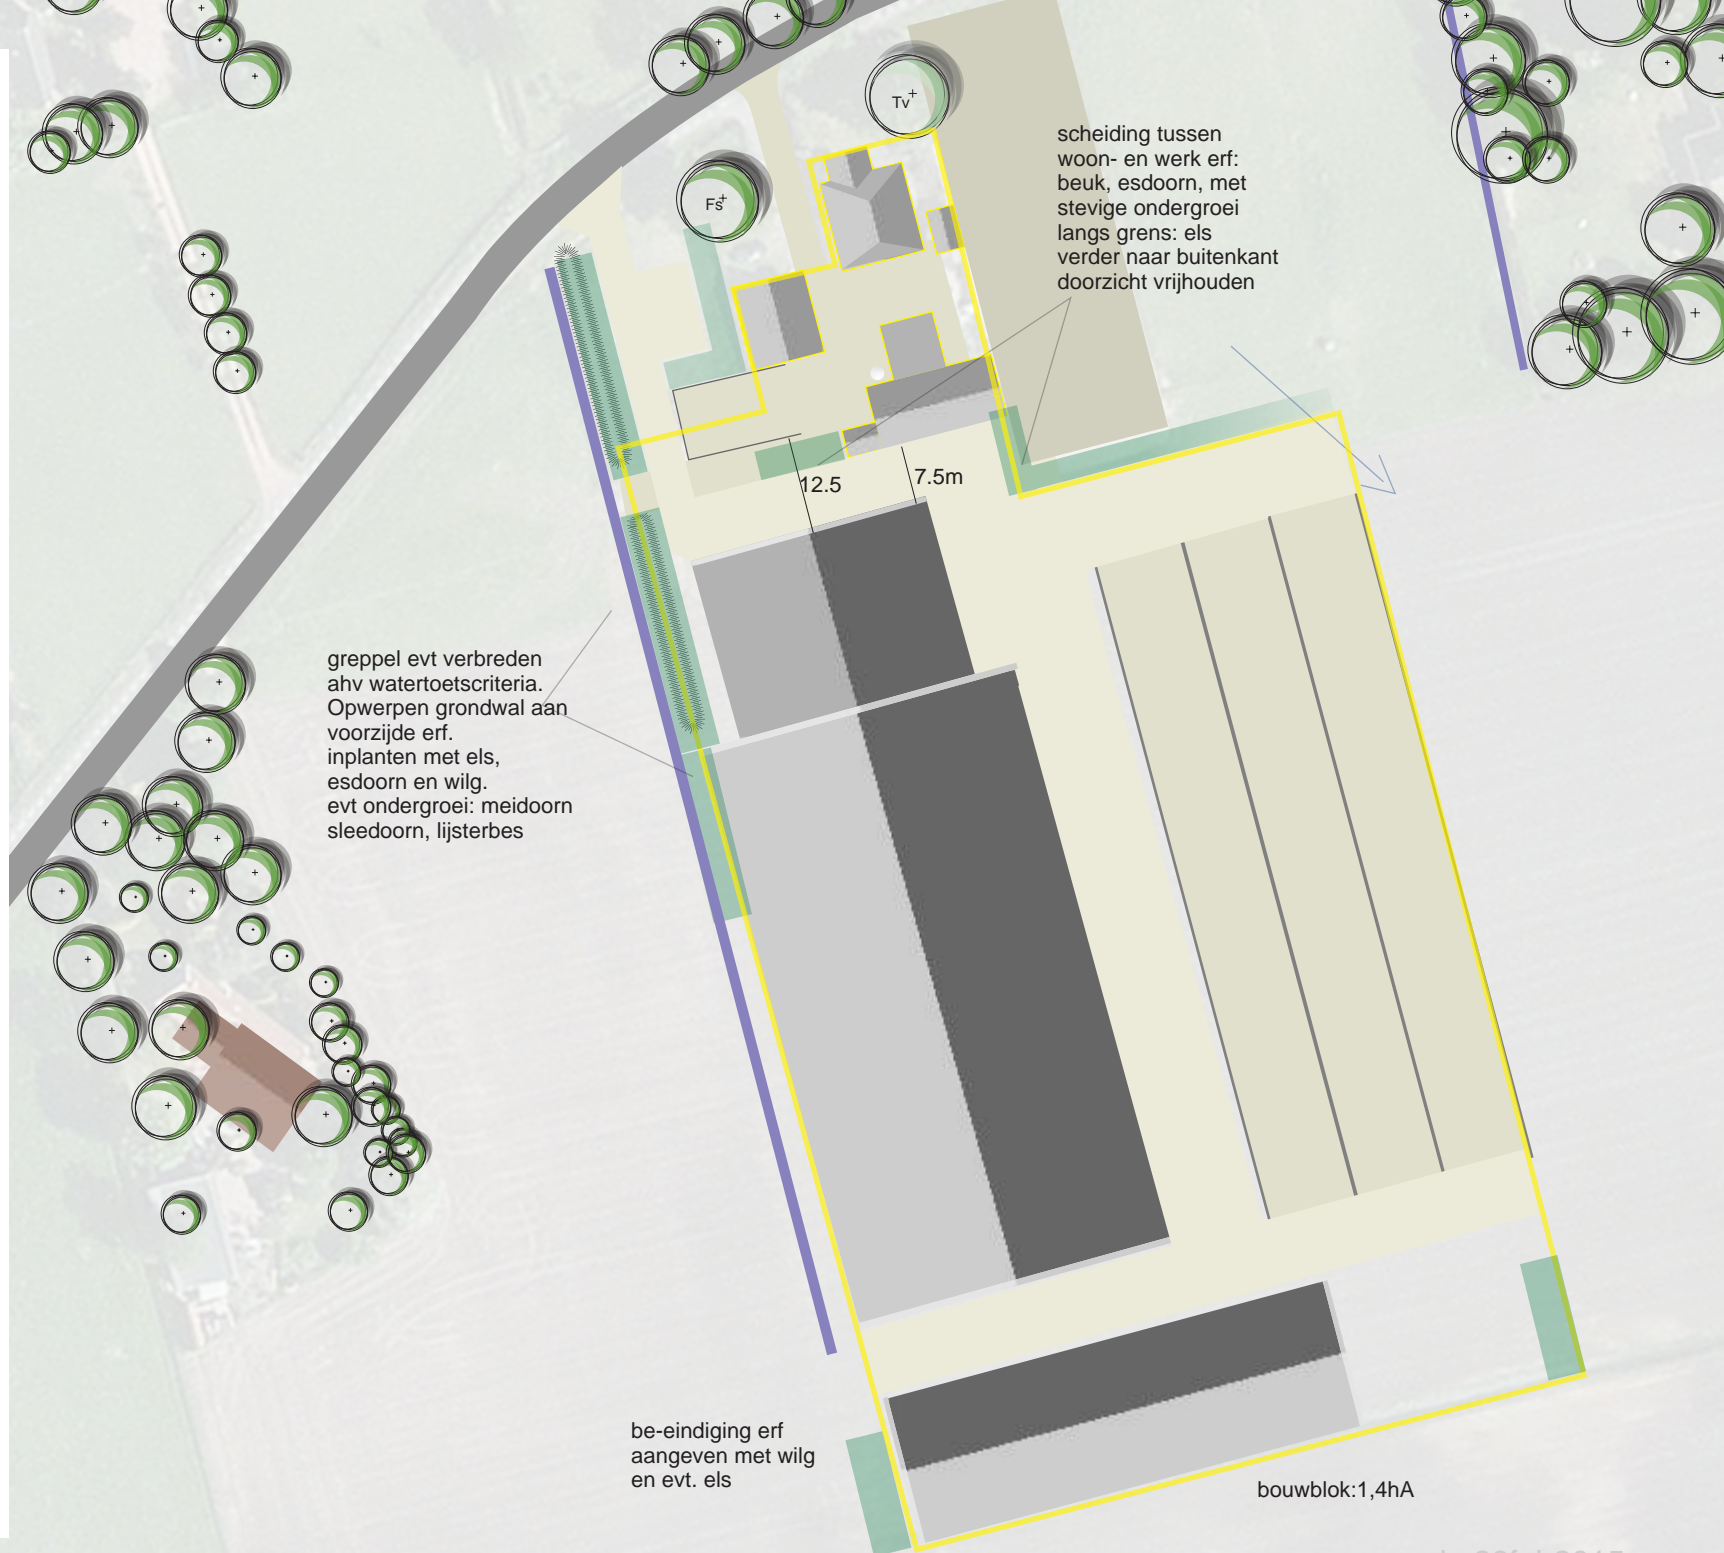 Tv
Fs
scheiding tussen
woon- en werk erf:
beuk, esdoorn, met
stevige ondergroei
langs grens: els
verder naar buitenkant
doorzicht vrijhouden
12.5
7.5m
greppel evt verbreden
ahv watertoetscriteria.
Opwerpen grondwal aan
voorzijde erf.
inplanten met els,
esdoorn en wilg.
evt ondergroei: meidoorn
sleedoorn, lijsterbes
be-eindiging erf
aangeven met wilg
en evt. els
bouwblok:1,4hA